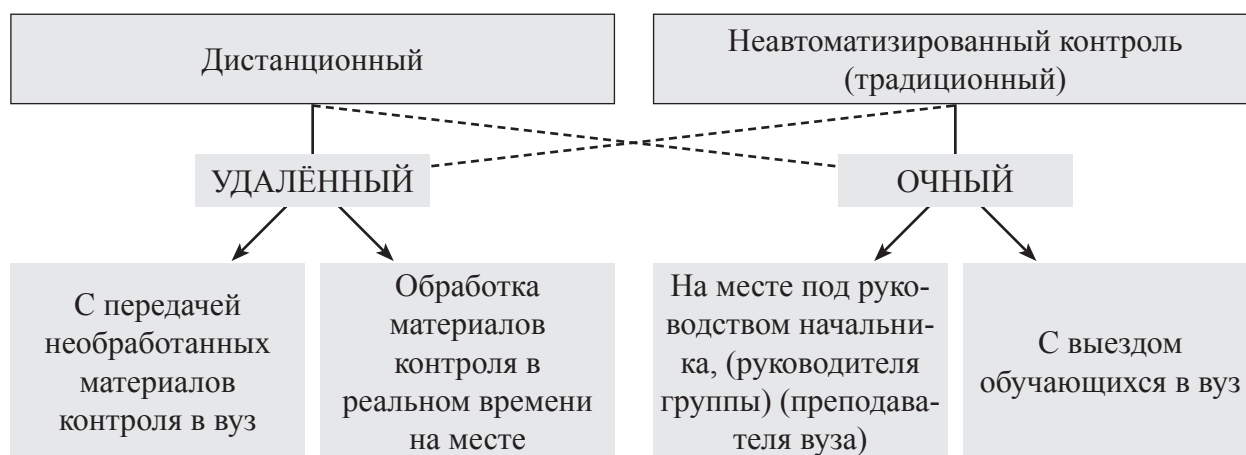 Дистанционный
Неавтоматизированный контроль
(традиционный)
УДАЛЁННЫЙ
ОЧНЫЙ
С передачей
необработанных
материалов
контроля в вуз
Обработка
материалов
контроля в
реальном времени
на месте
На месте под руко-
водством начальни-
ка, (руководителя
группы) (преподава-
теля вуза)
С выездом
обучающихся в вуз